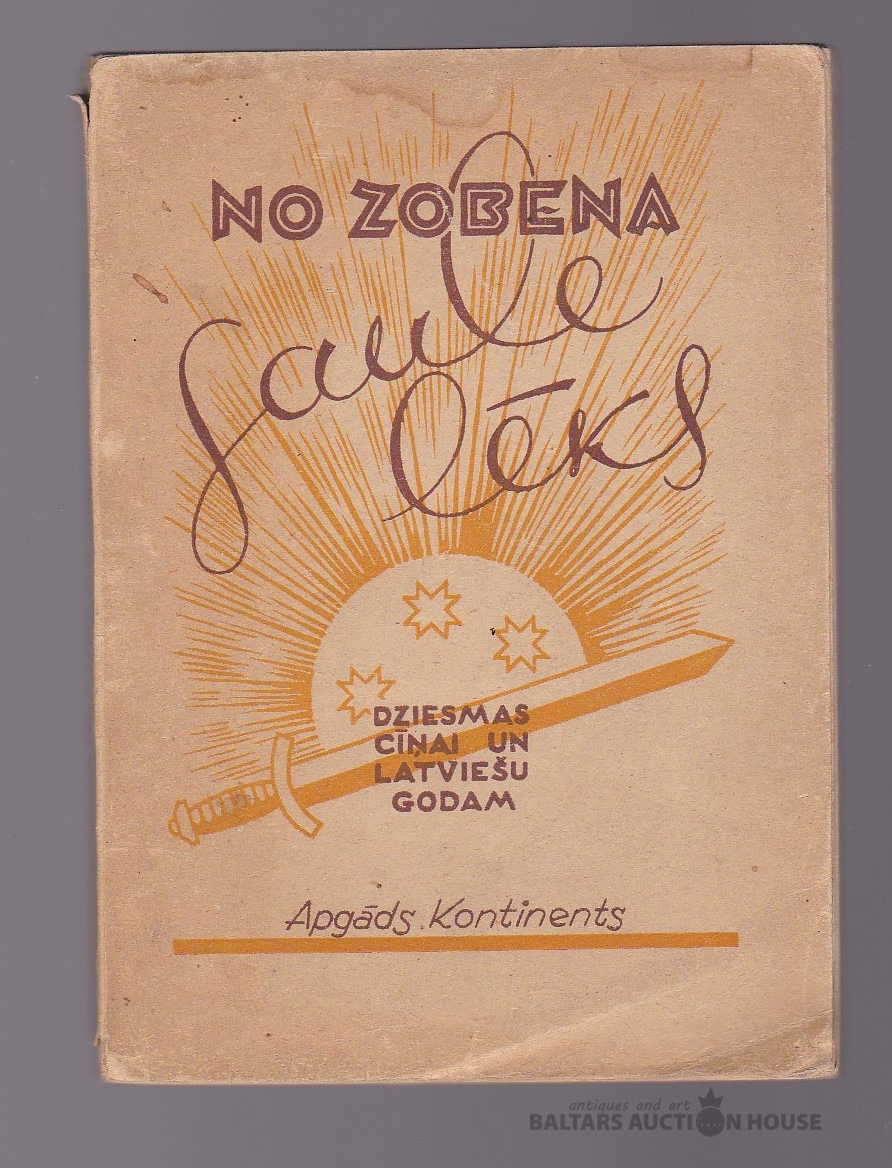 NO ZOBENA
saule
lēks
DZIESMAS
CĪŅAI UN
LATVIEŠU
GODAM
Apgāds Kontinents
antiques and art
BALTARS AUCTION HOUSE